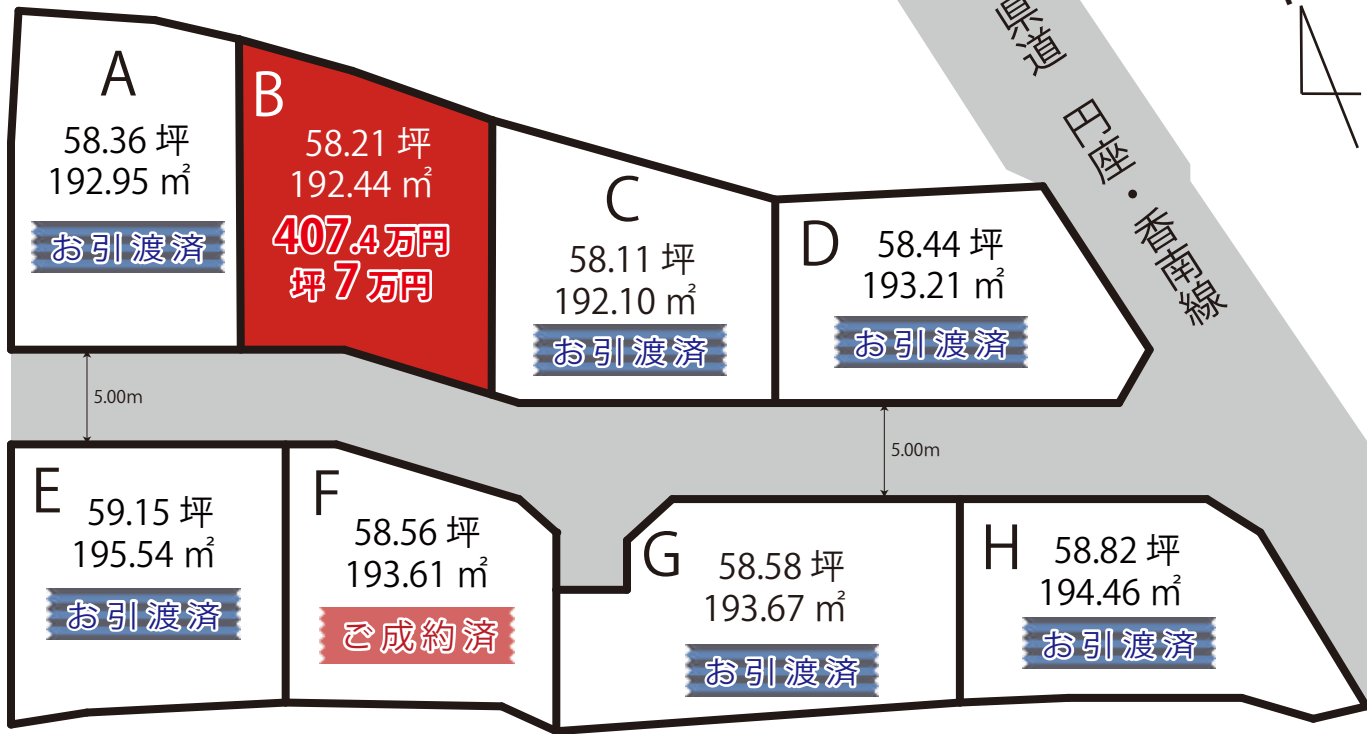 A
58.36 坪
192.95 ㎡
お引渡済
B
58.21 坪
192.44 ㎡
407.4 万円
坪 7 万円
C
58.11 坪
192.10 ㎡
お引渡済
D
58.44 坪
193.21 ㎡
お引渡済
県道 円座・香南線
5.00m
5.00m
E
59.15 坪
195.54 ㎡
お引渡済
F
58.56 坪
193.61 ㎡
ご成約済
G
58.58 坪
193.67 ㎡
お引渡済
H
58.82 坪
194.46 ㎡
お引渡済